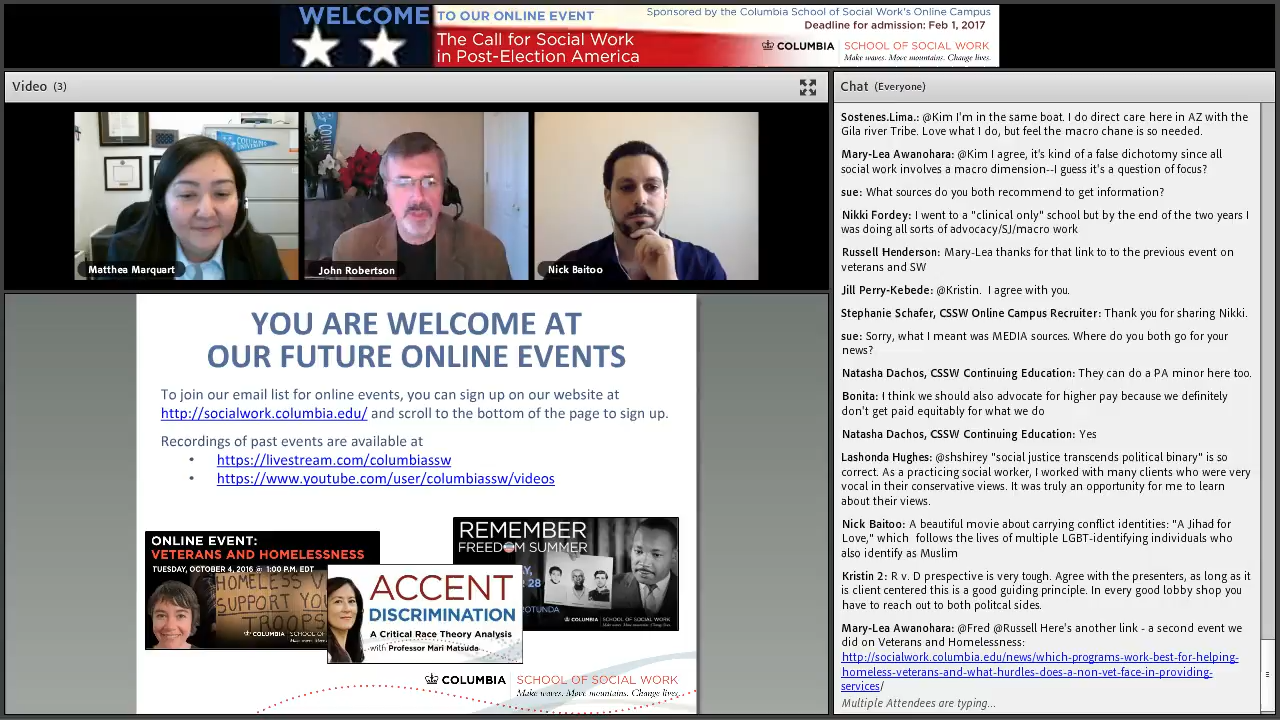 WELCOME TO OUR ONLINE EVENT
The Call for Social Work
in Post-Election America
Sponsored by the Columbia School of Social Work's Online Campus
Deadline for admission: Feb 1, 2017
COLUMBIA | SCHOOL OF SOCIAL WORK
Make waves. Move mountains. Change lives.
Video (3)
Matthea Marquart
John Robertson
Nick Baitoo
YOU ARE WELCOME AT
OUR FUTURE ONLINE EVENTS
To join our email list for online events, you can sign up on our website at
http://socialwork.columbia.edu/ and scroll to the bottom of the page to sign up.
Recordings of past events are available at
• https://livestream.com/columbiassw
• https://www.youtube.com/user/columbiassw/videos
ONLINE EVENT:
VETERANS AND HOMELESSNESS
TUESDAY, OCTOBER 4, 2016 @ 1:00 P.M. EDT
HOMELESS V
SUPPORT YOU
TROOPS
COLUMBIA | SCHOOL OF
ACCENT
DISCRIMINATION
A Critical Race Theory Analysis
with Professor Mari Matsuda
REMEMBER
FREEDOM SUMMER
28
ROTUNDA
COLUMBIA | SCHOOL OF SOCIAL WORK
Make waves. Move mountains. Change lives.
COLUMBIA | SCHOOL OF SOCIAL WORK
Make waves. Move mountains. Change lives.
Chat (Everyone)
Sostenes.Lima.: @Kim i'm in the same boat. I do direct care here in AZ with the
Gila river Tribe. Love what I do, but feel the macro chane is so needed.
Mary-Lea Awanohara: @Kim I agree, it's kind of a false dichotomy since all
social work involves a macro dimension--I guess it's a question of focus?
sue: What sources do you both recommend to get information?
Nikki Fordey: I went to a "clinical only" school but by the end of the two years I
was doing all sorts of advocacy/SJ/macro work
Russell Henderson: Mary-Lea thanks for that link to to the previous event on
veterans and SW
Jill Perry-Kebede: @Kristin. I agree with you.
Stephanie Schafer, CSSW Online Campus Recruiter: Thank you for sharing Nikki.
sue: Sorry, what I meant was MEDIA sources. Where do you both go for your
news?
Natasha Dachos, CSSW Continuing Education: They can do a PA minor here too.
Bonita: I think we should also advocate for higher pay because we definitely
don't get paid equitably for what we do
Natasha Dachos, CSSW Continuing Education: Yes
Lashonda Hughes: @shshirey "social justice transcends political binary" is so
correct. As a practicing social worker, I worked with many clients who were very
vocal in their conservative views. It was truly an opportunity for me to learn
about their views.
Nick Baitoo: A beautiful movie about carrying conflict identities: "A Jihad for
Love," which follows the lives of multiple LGBT-identifying individuals who
also identify as Muslim
Kristin 2: R v. D prespective is very tough. Agree with the presenters, as long as it
is client centered this is a good guiding principle. In every good lobby shop you
have to reach out to both politcal sides.
Mary-Lea Awanohara: @Fred @Russell Here's another link - a second event we
did on Veterans and Homelessness:
http://socialwork.columbia.edu/news/which-programs-work-best-for-helping-
homeless-veterans-and-what-hurdles-does-a-non-vet-face-in-providing-
services/
Multiple Attendees are typing...